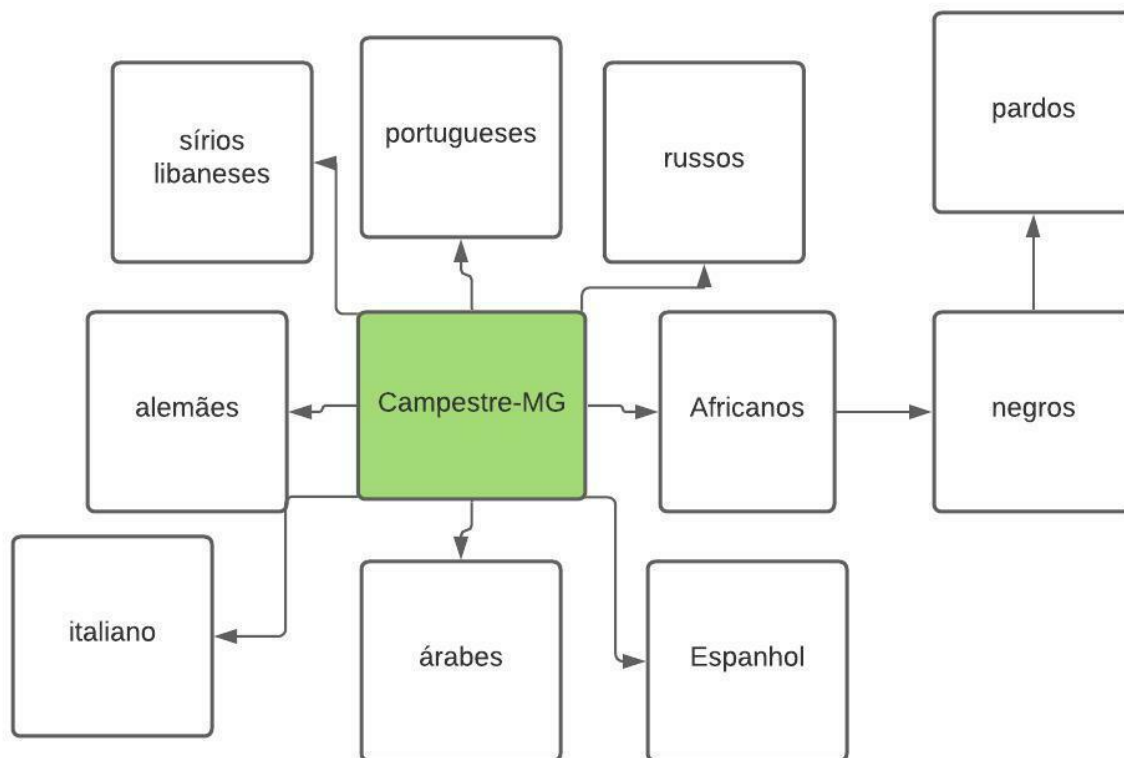 sírios
libaneses
portugueses
russos
pardos
alemães
Campestre-MG
Africanos
negros
italiano
árabes
Espanhol